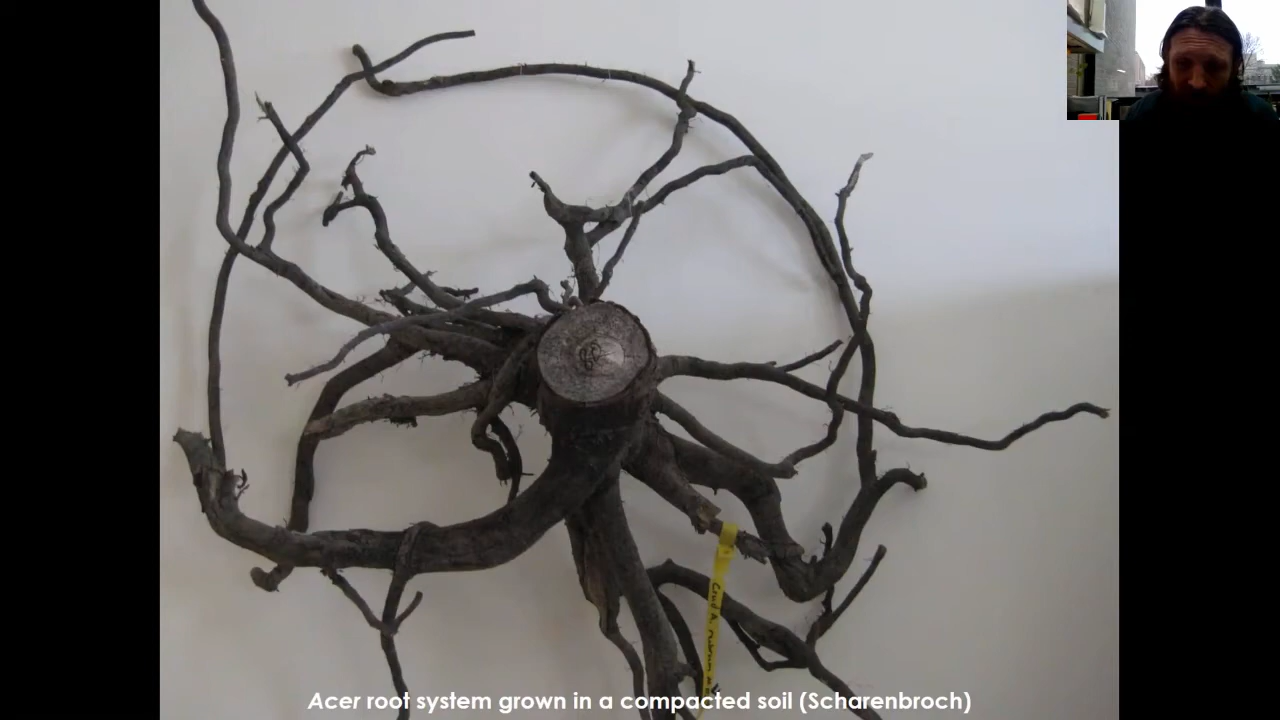 Acer root system grown in a compacted soil (Scharenbroch)